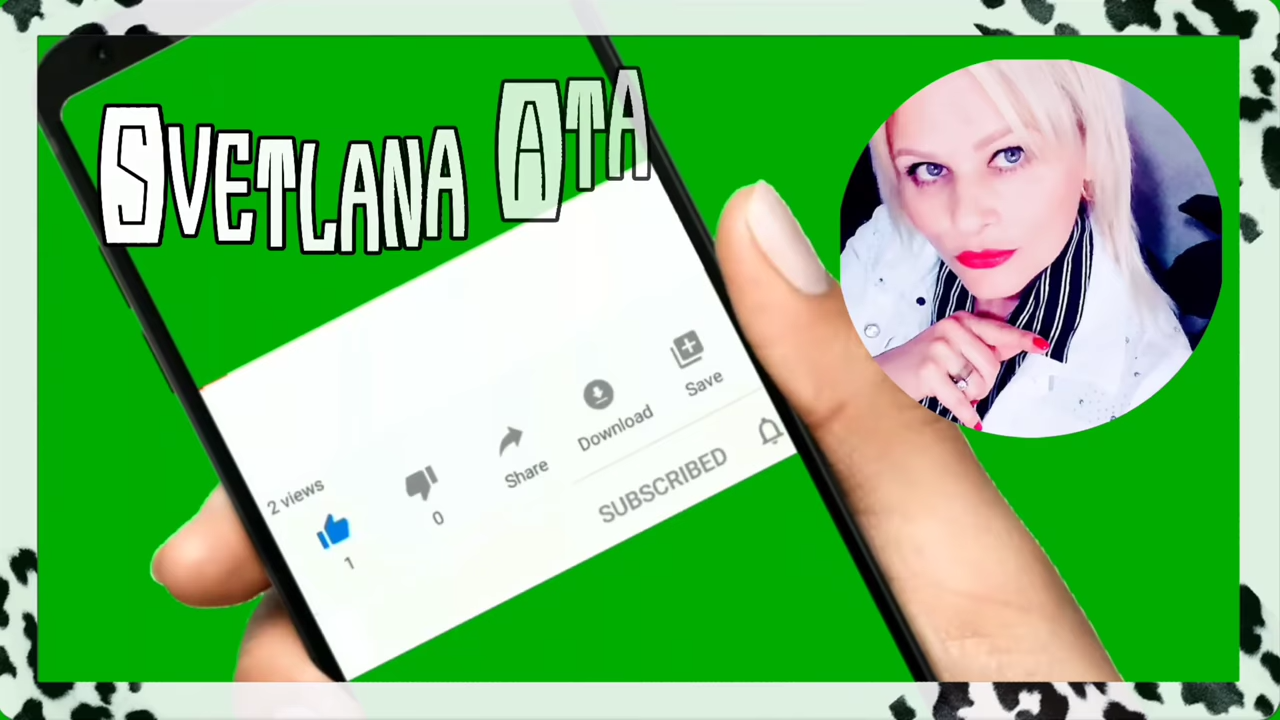 Svetlana Ata
2 views
1
0
Share
Download
Save
SUBSCRIBED